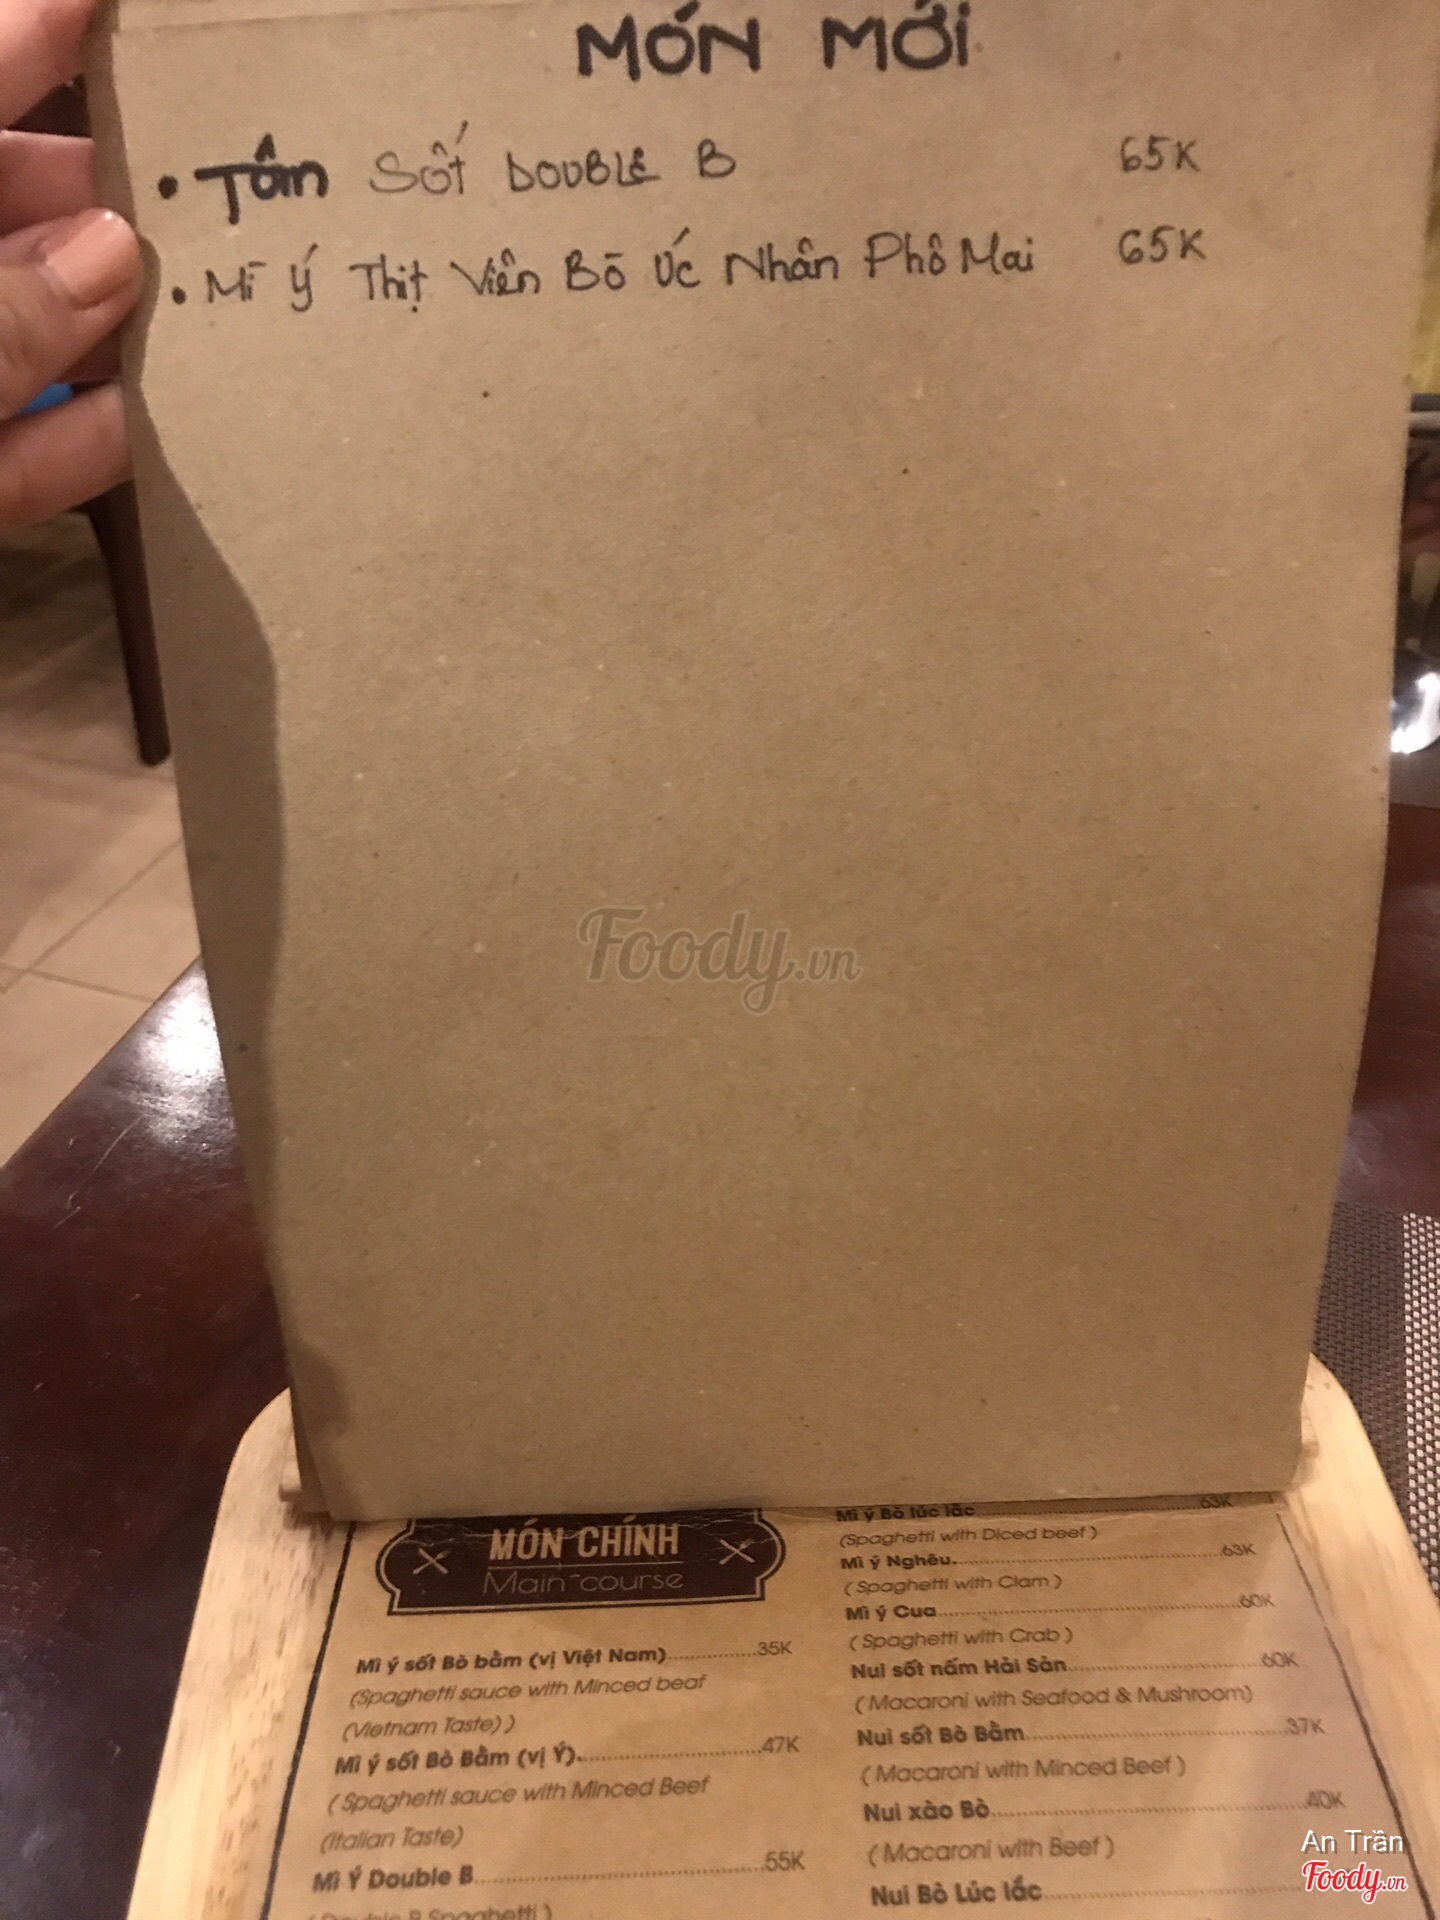 MÓN MỚI
• Tôm Sốt DOUBLE B 65K
• Mì Ý Thịt Viên Bò Úc Nhân Phô Mai 65K
Foody.vn
MÓN CHÍNH
Main-course
Mì ý sốt Bò bằm (vị Việt Nam)..................35K
(Spaghetti sauce with Minced beaf
(Vietnam Taste) )
Mì ý sốt Bò Bằm (vị Ý)..................47K
( Spaghetti sauce with Minced Beef
(Italian Taste)
Mì Ý Double B..................55K
( Double B Spaghetti )
Mì ý Bò lúc lắc..................63K
(Spaghetti with Diced beef )
Mì ý Nghêu..................63K
( Spaghetti with Clam )
Mì ý Cua..................60K
( Spaghetti with Crab )
Nui sốt nấm Hải Sản..................60K
( Macaroni with Seafood & Mushroom)
Nui sốt Bò Bằm..................37K
( Macaroni with Minced Beef )
Nui xào Bò..................40K
( Macaroni with Beef )
Nui Bò Lúc lắc..................
An Trần
Foody.vn